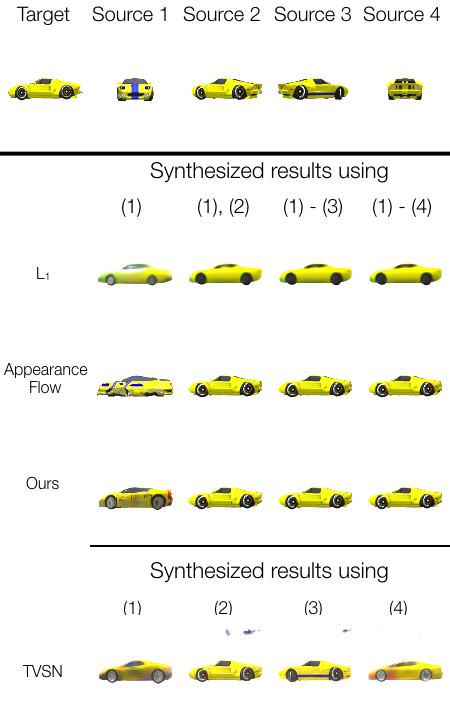 Target Source 1 Source 2 Source 3 Source 4
Synthesized results using
(1) (1), (2) (1) - (3) (1) - (4)
L₁
Appearance
Flow
Ours
Synthesized results using
(1) (2) (3) (4)
TVSN